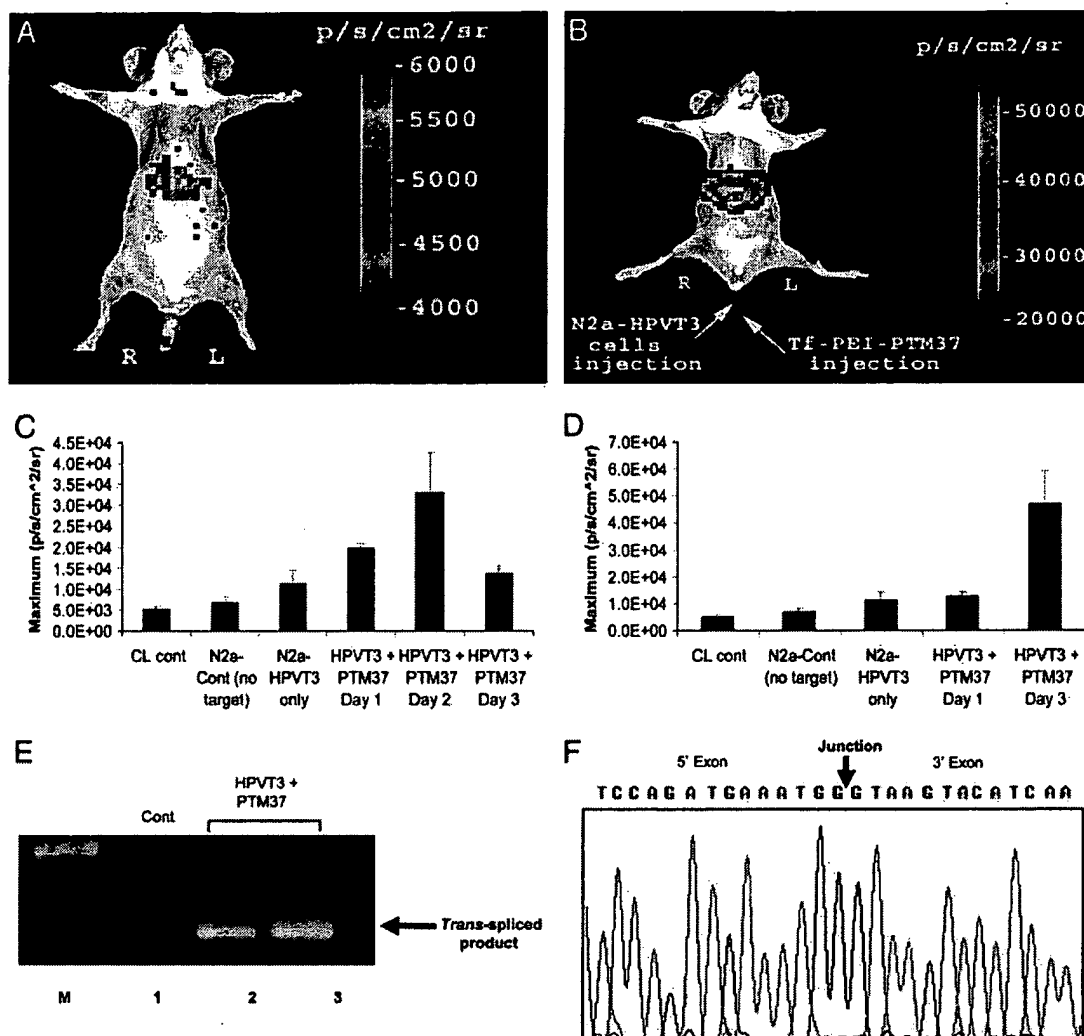 A
p/s/cm2/sr
-6000
-5500
-5000
-4500
-4000
R L
B
p/s/cm2/sr
-50000
-40000
-30000
-20000
R L
N2a-HPVT3
cells
injection
Tf-PEI-PTM37
injection
C
Maximum (p/s/cm^2/sr)
4.5E+04
4.0E+04
3.5E+04
3.0E+04
2.5E+04
2.0E+04
1.5E+04
1.0E+04
5.0E+03
0.0E+00
CL cont
N2a-
Cont (no
target)
N2a-
HPVT3
only
HPVT3 +
PTM37
Day 1
HPVT3 +
PTM37
Day 2
HPVT3 +
PTM37
Day 3
D
Maximum (p/s/cm^2/sr)
7.0E+04
6.0E+04
5.0E+04
4.0E+04
3.0E+04
2.0E+04
1.0E+04
0.0E+00
CL cont
N2a-Cont
(no target)
N2a-
HPVT3
only
HPVT3 +
PTM37
Day 1
HPVT3 +
PTM37
Day 3
E
HPVT3 +
PTM37
Cont
Trans-spliced
product
M 1 2 3
F
Junction
5' Exon 3' Exon
T C C A G A T G A A A T G G G T A A G T A C A T C A A